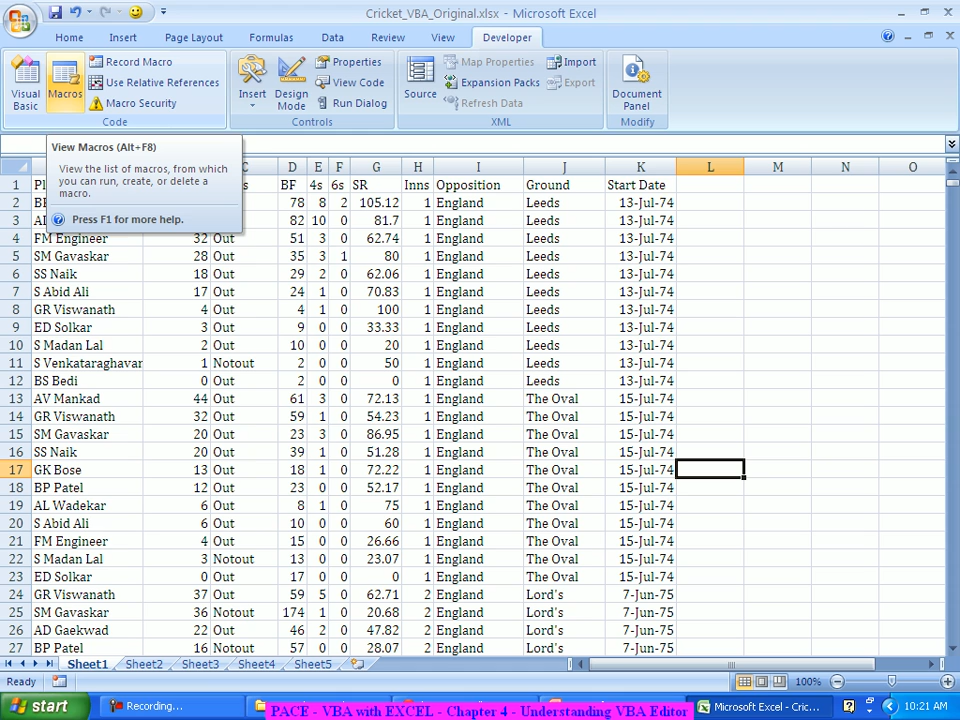 Cricket_VBA_Original.xlsx - Microsoft Excel
Home Insert Page Layout Formulas Data Review View Developer
Visual Basic
Macros
Record Macro
Use Relative References
Macro Security
Code
Insert
Design Mode
Properties
View Code
Run Dialog
Controls
Source
Map Properties
Expansion Packs
Refresh Data
Import
Export
XML
Document Panel
Modify
View Macros (Alt+F8)
View the list of macros, from which
you can run, create, or delete a
macro.
Press F1 for more help.
D E F G H I J K L M N O
1 BF 4s 6s SR Inns Opposition Ground Start Date
2 78 8 2 105.12 1 England Leeds 13-Jul-74
3 82 10 0 81.7 1 England Leeds 13-Jul-74
4 FM Engineer 32 Out 51 3 0 62.74 1 England Leeds 13-Jul-74
5 SM Gavaskar 28 Out 35 3 1 80 1 England Leeds 13-Jul-74
6 SS Naik 18 Out 29 2 0 62.06 1 England Leeds 13-Jul-74
7 S Abid Ali 17 Out 24 1 0 70.83 1 England Leeds 13-Jul-74
8 GR Viswanath 4 Out 4 1 0 100 1 England Leeds 13-Jul-74
9 ED Solkar 3 Out 9 0 0 33.33 1 England Leeds 13-Jul-74
10 S Madan Lal 2 Out 10 0 0 20 1 England Leeds 13-Jul-74
11 S Venkataraghavar 1 Notout 2 0 0 50 1 England Leeds 13-Jul-74
12 BS Bedi 0 Out 2 0 0 0 1 England Leeds 13-Jul-74
13 AV Mankad 44 Out 61 3 0 72.13 1 England The Oval 15-Jul-74
14 GR Viswanath 32 Out 59 1 0 54.23 1 England The Oval 15-Jul-74
15 SM Gavaskar 20 Out 23 3 0 86.95 1 England The Oval 15-Jul-74
16 SS Naik 20 Out 39 1 0 51.28 1 England The Oval 15-Jul-74
17 GK Bose 13 Out 18 1 0 72.22 1 England The Oval 15-Jul-74
18 BP Patel 12 Out 23 0 0 52.17 1 England The Oval 15-Jul-74
19 AL Wadekar 6 Out 8 1 0 75 1 England The Oval 15-Jul-74
20 S Abid Ali 6 Out 10 0 0 60 1 England The Oval 15-Jul-74
21 FM Engineer 4 Out 15 0 0 26.66 1 England The Oval 15-Jul-74
22 S Madan Lal 3 Notout 13 0 0 23.07 1 England The Oval 15-Jul-74
23 ED Solkar 0 Out 17 0 0 0 1 England The Oval 15-Jul-74
24 GR Viswanath 37 Out 59 5 0 62.71 2 England Lord's 7-Jun-75
25 SM Gavaskar 36 Notout 174 1 0 20.68 2 England Lord's 7-Jun-75
26 AD Gaekwad 22 Out 46 2 0 47.82 2 England Lord's 7-Jun-75
27 BP Patel 16 Notout 57 0 0 28.07 2 England Lord's 7-Jun-75
Sheet1 Sheet2 Sheet3 Sheet4 Sheet5
Ready 100%
start Recording.... Microsoft Excel - Cric... 10:21 AM
PACE - VBA with EXCEL - Chapter 4 - Understanding VBA Editor